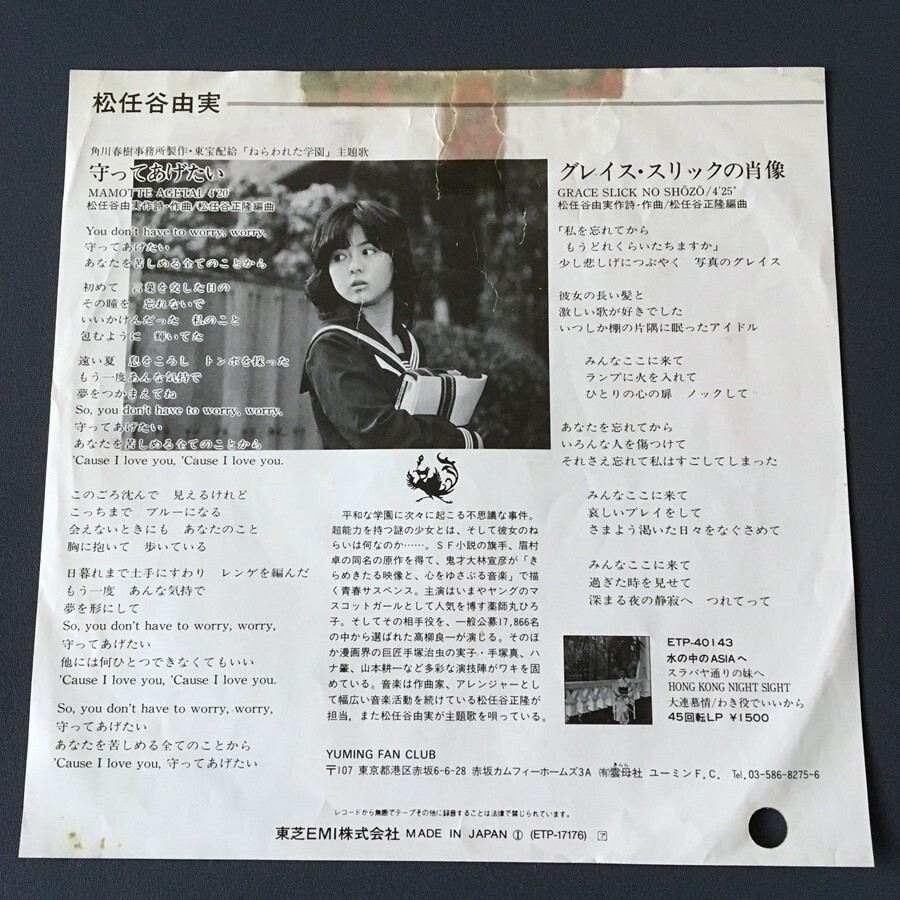 松任谷由実
角川春樹事務所製作・東宝配給「ねらわれた学園」主題歌
守ってあげたい
MAMOTTE AGETAI/4'20"
松任谷由実作詩・作曲/松任谷正隆編曲
You don't have to worry, worry,
守ってあげたい
あなたを苦しめる全てのことから
初めて 言葉を交した日の
その瞳を 忘れないで
いいかげんだった 私のこと
包むように 輝いてた
遠い夏 息をころし トンボを採った
もう一度あんな気持で
夢をつかまえてね
So, you don't have to worry, worry,
守ってあげたい
あなたを苦しめる全てのことから
'Cause I love you, 'Cause I love you.
このごろ沈んで 見えるけれど
こっちまで ブルーになる
会えないときにも あなたのこと
胸に抱いて 歩いている
日暮れまで土手にすわり レンゲを編んだ
もう一度 あんな気持で
夢を形にして
So, you don't have to worry, worry,
守ってあげたい
他には何ひとつできなくてもいい
'Cause I love you, 'Cause I love you.
So, you don't have to worry, worry,
守ってあげたい
あなたを苦しめる全てのことから
'Cause I love you, 守ってあげたい
平和な学園に次々に起こる不思議な事件。
超能力を持つ謎の少女とは、そして彼女のね
らいは何なのか……。SF小説の旗手、眉村
卓の同名の原作を得て、鬼才大林宣彦が「き
らめきたる映像と、心をゆさぶる音楽」で描
く青春サスペンス。主演はいまやヤングのマ
スコットガールとして人気を博す薬師丸ひろ
子。そしてその相手役を、一般公募17,866名
の中から選ばれた高柳良一が演じる。そのほ
か漫画界の巨匠手塚治虫の実子・手塚真、ハ
ナ肇、山本耕一など多彩な演技陣がワキを固
めている。音楽は作曲家、アレンジャーとし
て幅広い音楽活動を続けている松任谷正隆が
担当、また松任谷由実が主題歌を唄っている。
グレイス・スリックの肖像
GRACE SLICK NO SHŌZŌ/4'25"
松任谷由実作詩・作曲/松任谷正隆編曲
「私を忘れてから
もうどれくらいたちますか」
少し悲しげにつぶやく 写真のグレイス
彼女の長い髪と
激しい歌が好きでした
いつしか棚の片隅に眠ったアイドル
みんなここに来て
ランプに火を入れて
ひとりの心の扉 ノックして
あなたを忘れてから
いろんな人を傷つけて
それさえ忘れて私はすごしてしまった
みんなここに来て
哀しいプレイをして
さまよう渇いた日々をなぐさめて
みんなここに来て
過ぎた時を見せて
深まる夜の静寂へ つれてって
ETP-40143
水の中のASIAへ
スラバヤ通りの妹へ
HONG KONG NIGHT SIGHT
大連慕情/わき役でいいから
45回転LP ¥1500
YUMING FAN CLUB
〒107 東京都港区赤坂6-6-28 赤坂カムフィーホームズ3A (有)雲母社 ユーミンF.C. Tel.03-586-8275~6
きらら
レコードから無断でテープその他に録音することは法律で禁じられています。
東芝EMI株式会社 MADE IN JAPAN Ⓘ (ETP-17176) ア